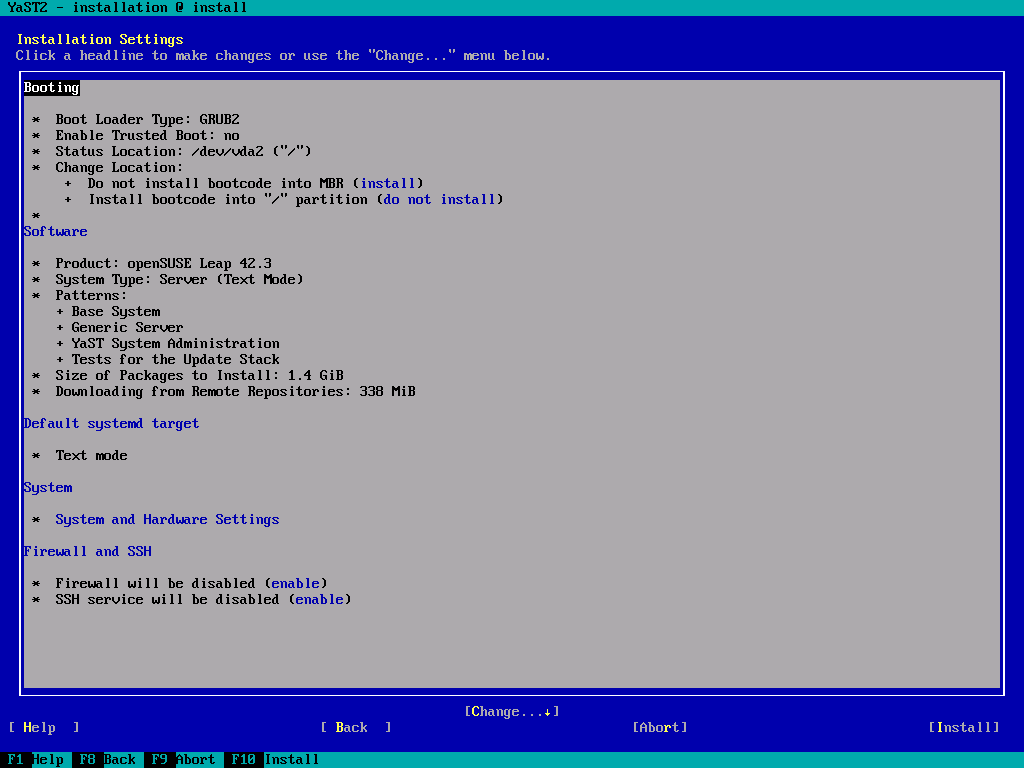 YaST2 - installation @ install
Installation Settings
Click a headline to make changes or use the "Change..." menu below.
Booting
* Boot Loader Type: GRUB2
* Enable Trusted Boot: no
* Status Location: /dev/vda2 ("/")
* Change Location:
+ Do not install bootcode into MBR (install)
+ Install bootcode into "/" partition (do not install)
*
Software
* Product: openSUSE Leap 42.3
* System Type: Server (Text Mode)
* Patterns:
+ Base System
+ Generic Server
+ YaST System Administration
+ Tests for the Update Stack
* Size of Packages to Install: 1.4 GiB
* Downloading from Remote Repositories: 338 MiB
Default systemd target
* Text mode
System
* System and Hardware Settings
Firewall and SSH
* Firewall will be disabled (enable)
* SSH service will be disabled (enable)
[Change...↓]
[ Help ] [ Back ] [Abort] [Install]
F1 Help F8 Back F9 Abort F10 Install